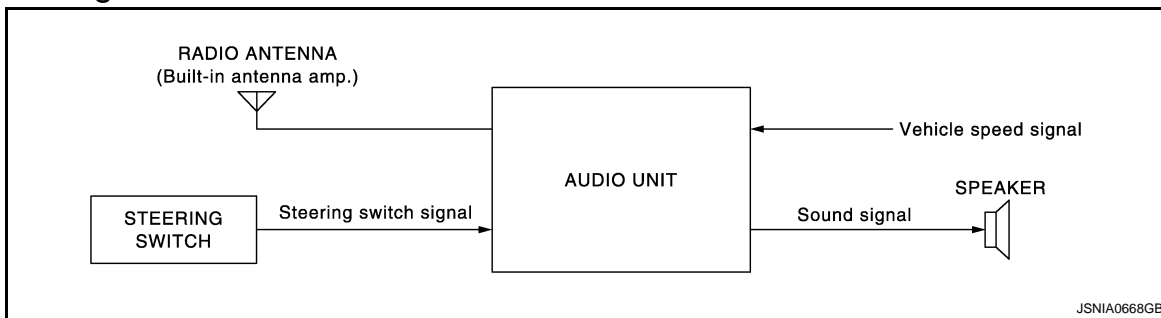 RADIO ANTENNA
(Built-in antenna amp.)
Vehicle speed signal
AUDIO UNIT
SPEAKER
STEERING
SWITCH
Steering switch signal
Sound signal
JSNIA0668GB